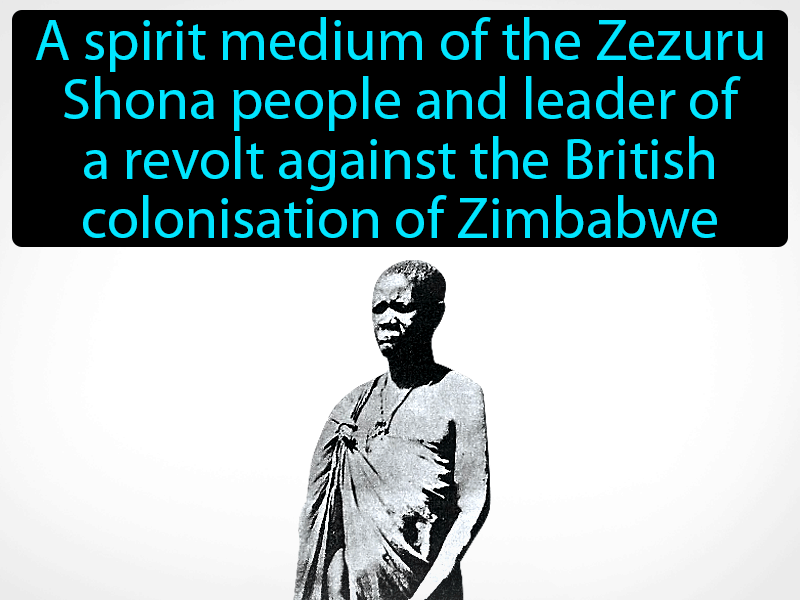 A spirit medium of the Zezuru
Shona people and leader of
a revolt against the British
colonisation of Zimbabwe